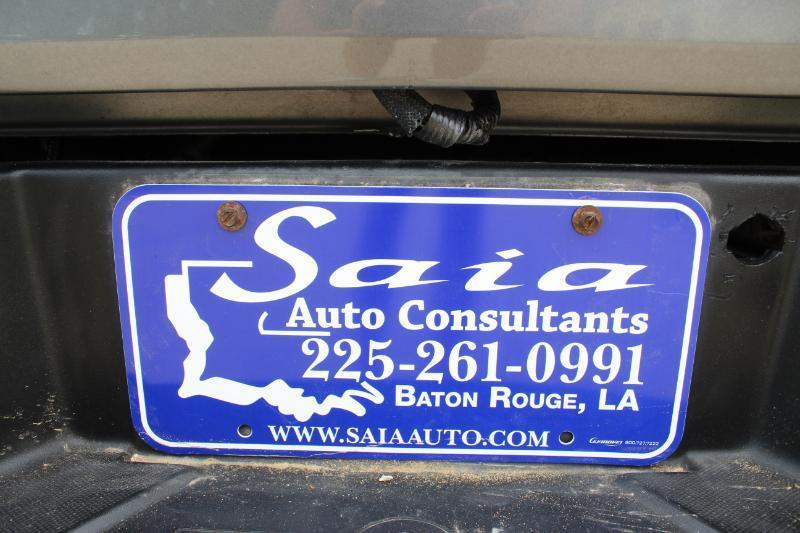 Saia
Auto Consultants
225-261-0991
BATON ROUGE, LA
WWW.SAIAAUTO.COM